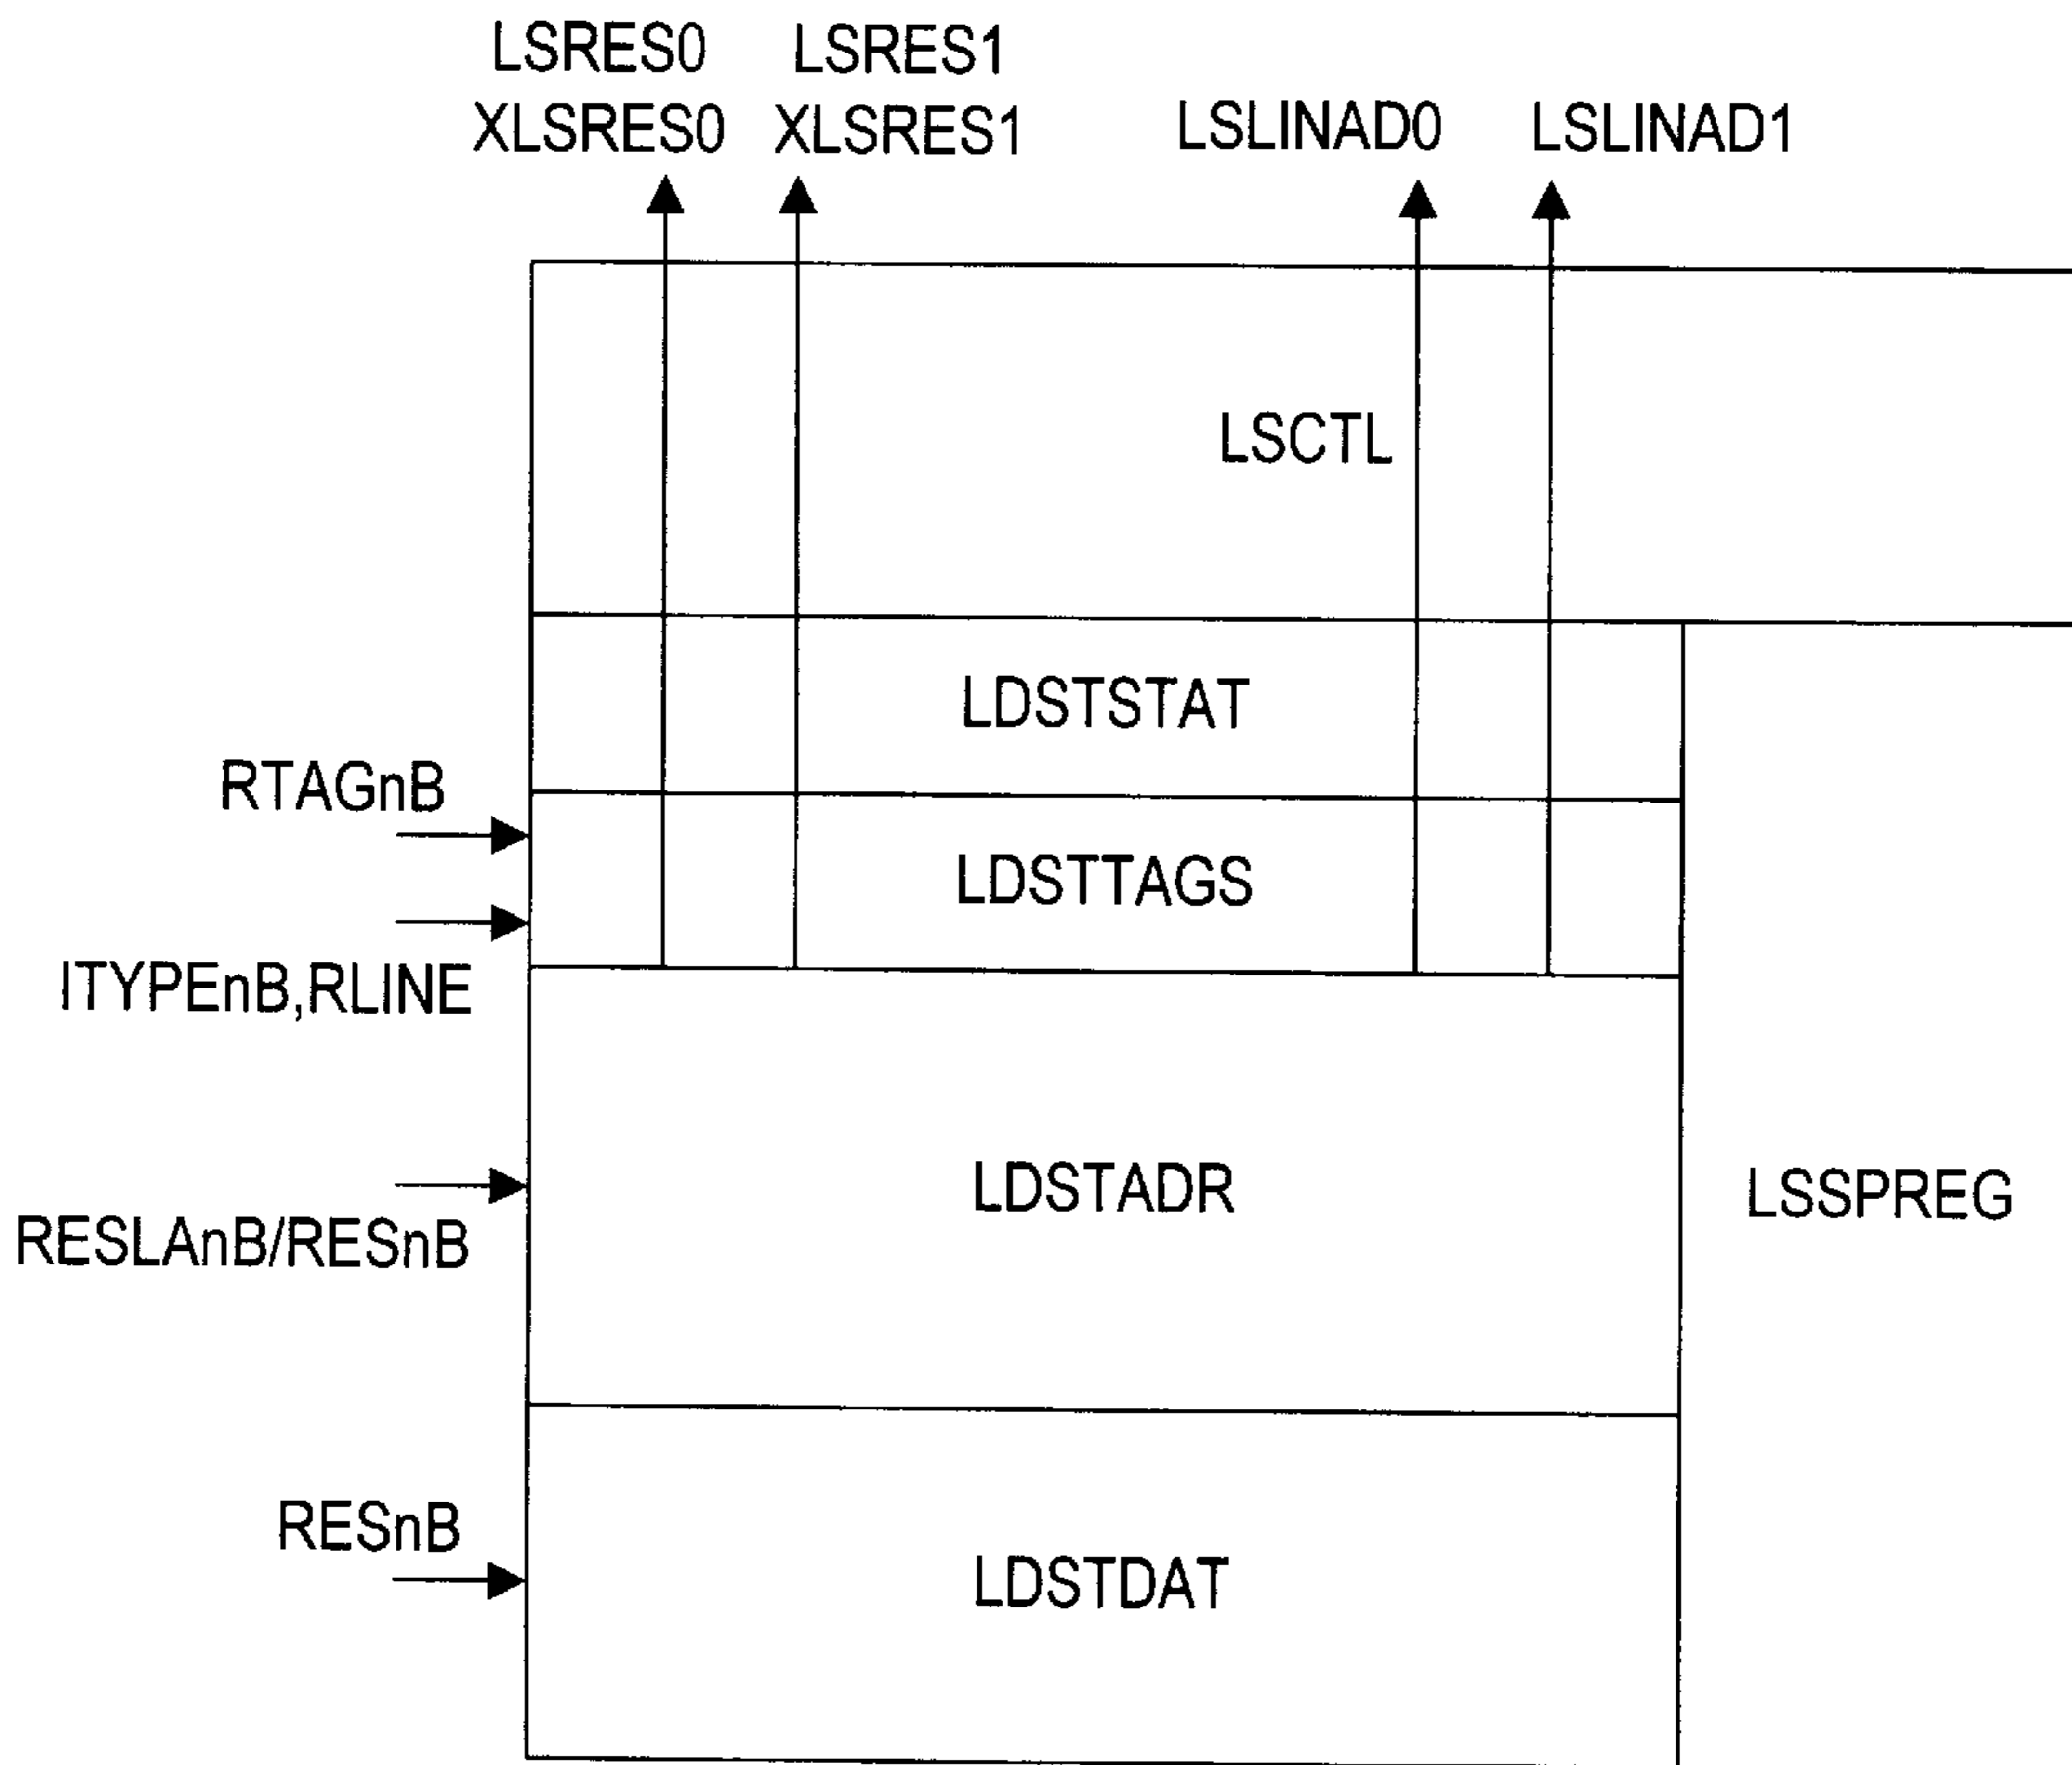 LSRES0 LSRES1
XLSRES0 XLSRES1 LSLINAD0 LSLINAD1
LSCTL
LDSTSTAT
RTAGnB
LDSTTAGS
ITYPEnB,RLINE
LDSTADR
LSSPREG
RESLAnB/RESnB
RESnB
LDSTDAT